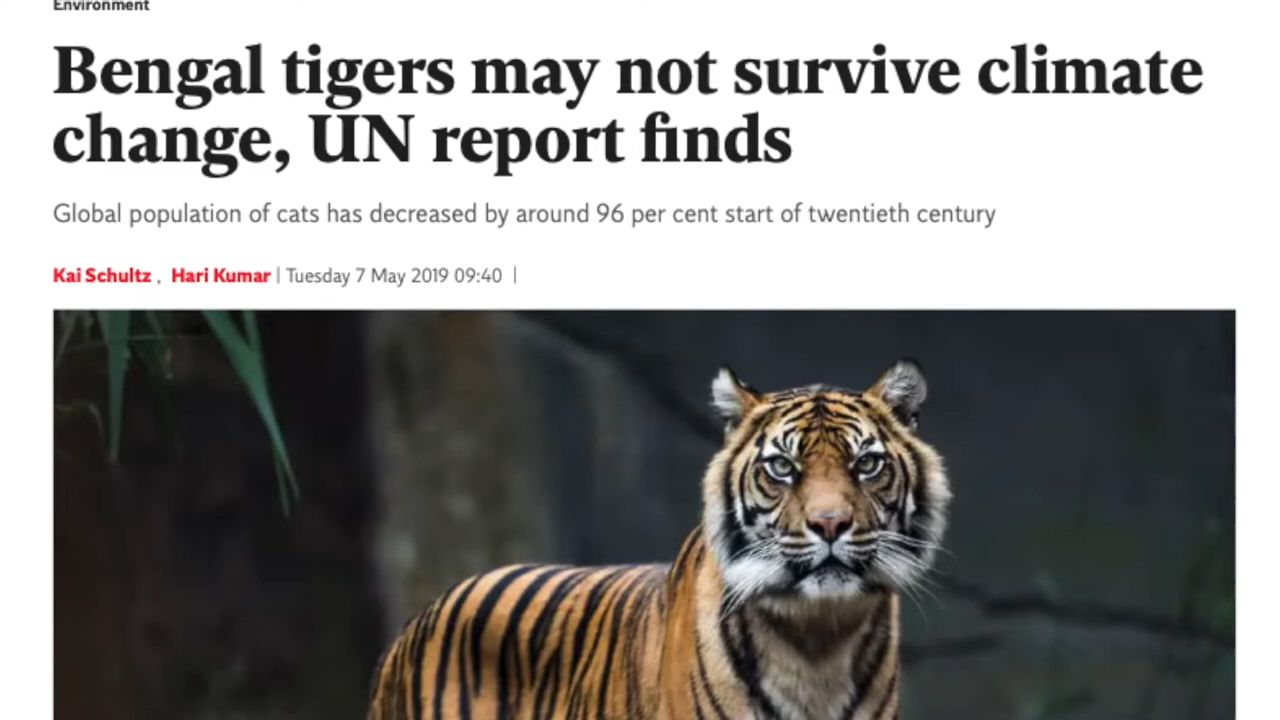 Environment
Bengal tigers may not survive climate
change, UN report finds
Global population of cats has decreased by around 96 per cent start of twentieth century
Kai Schultz , Hari Kumar | Tuesday 7 May 2019 09:40 |